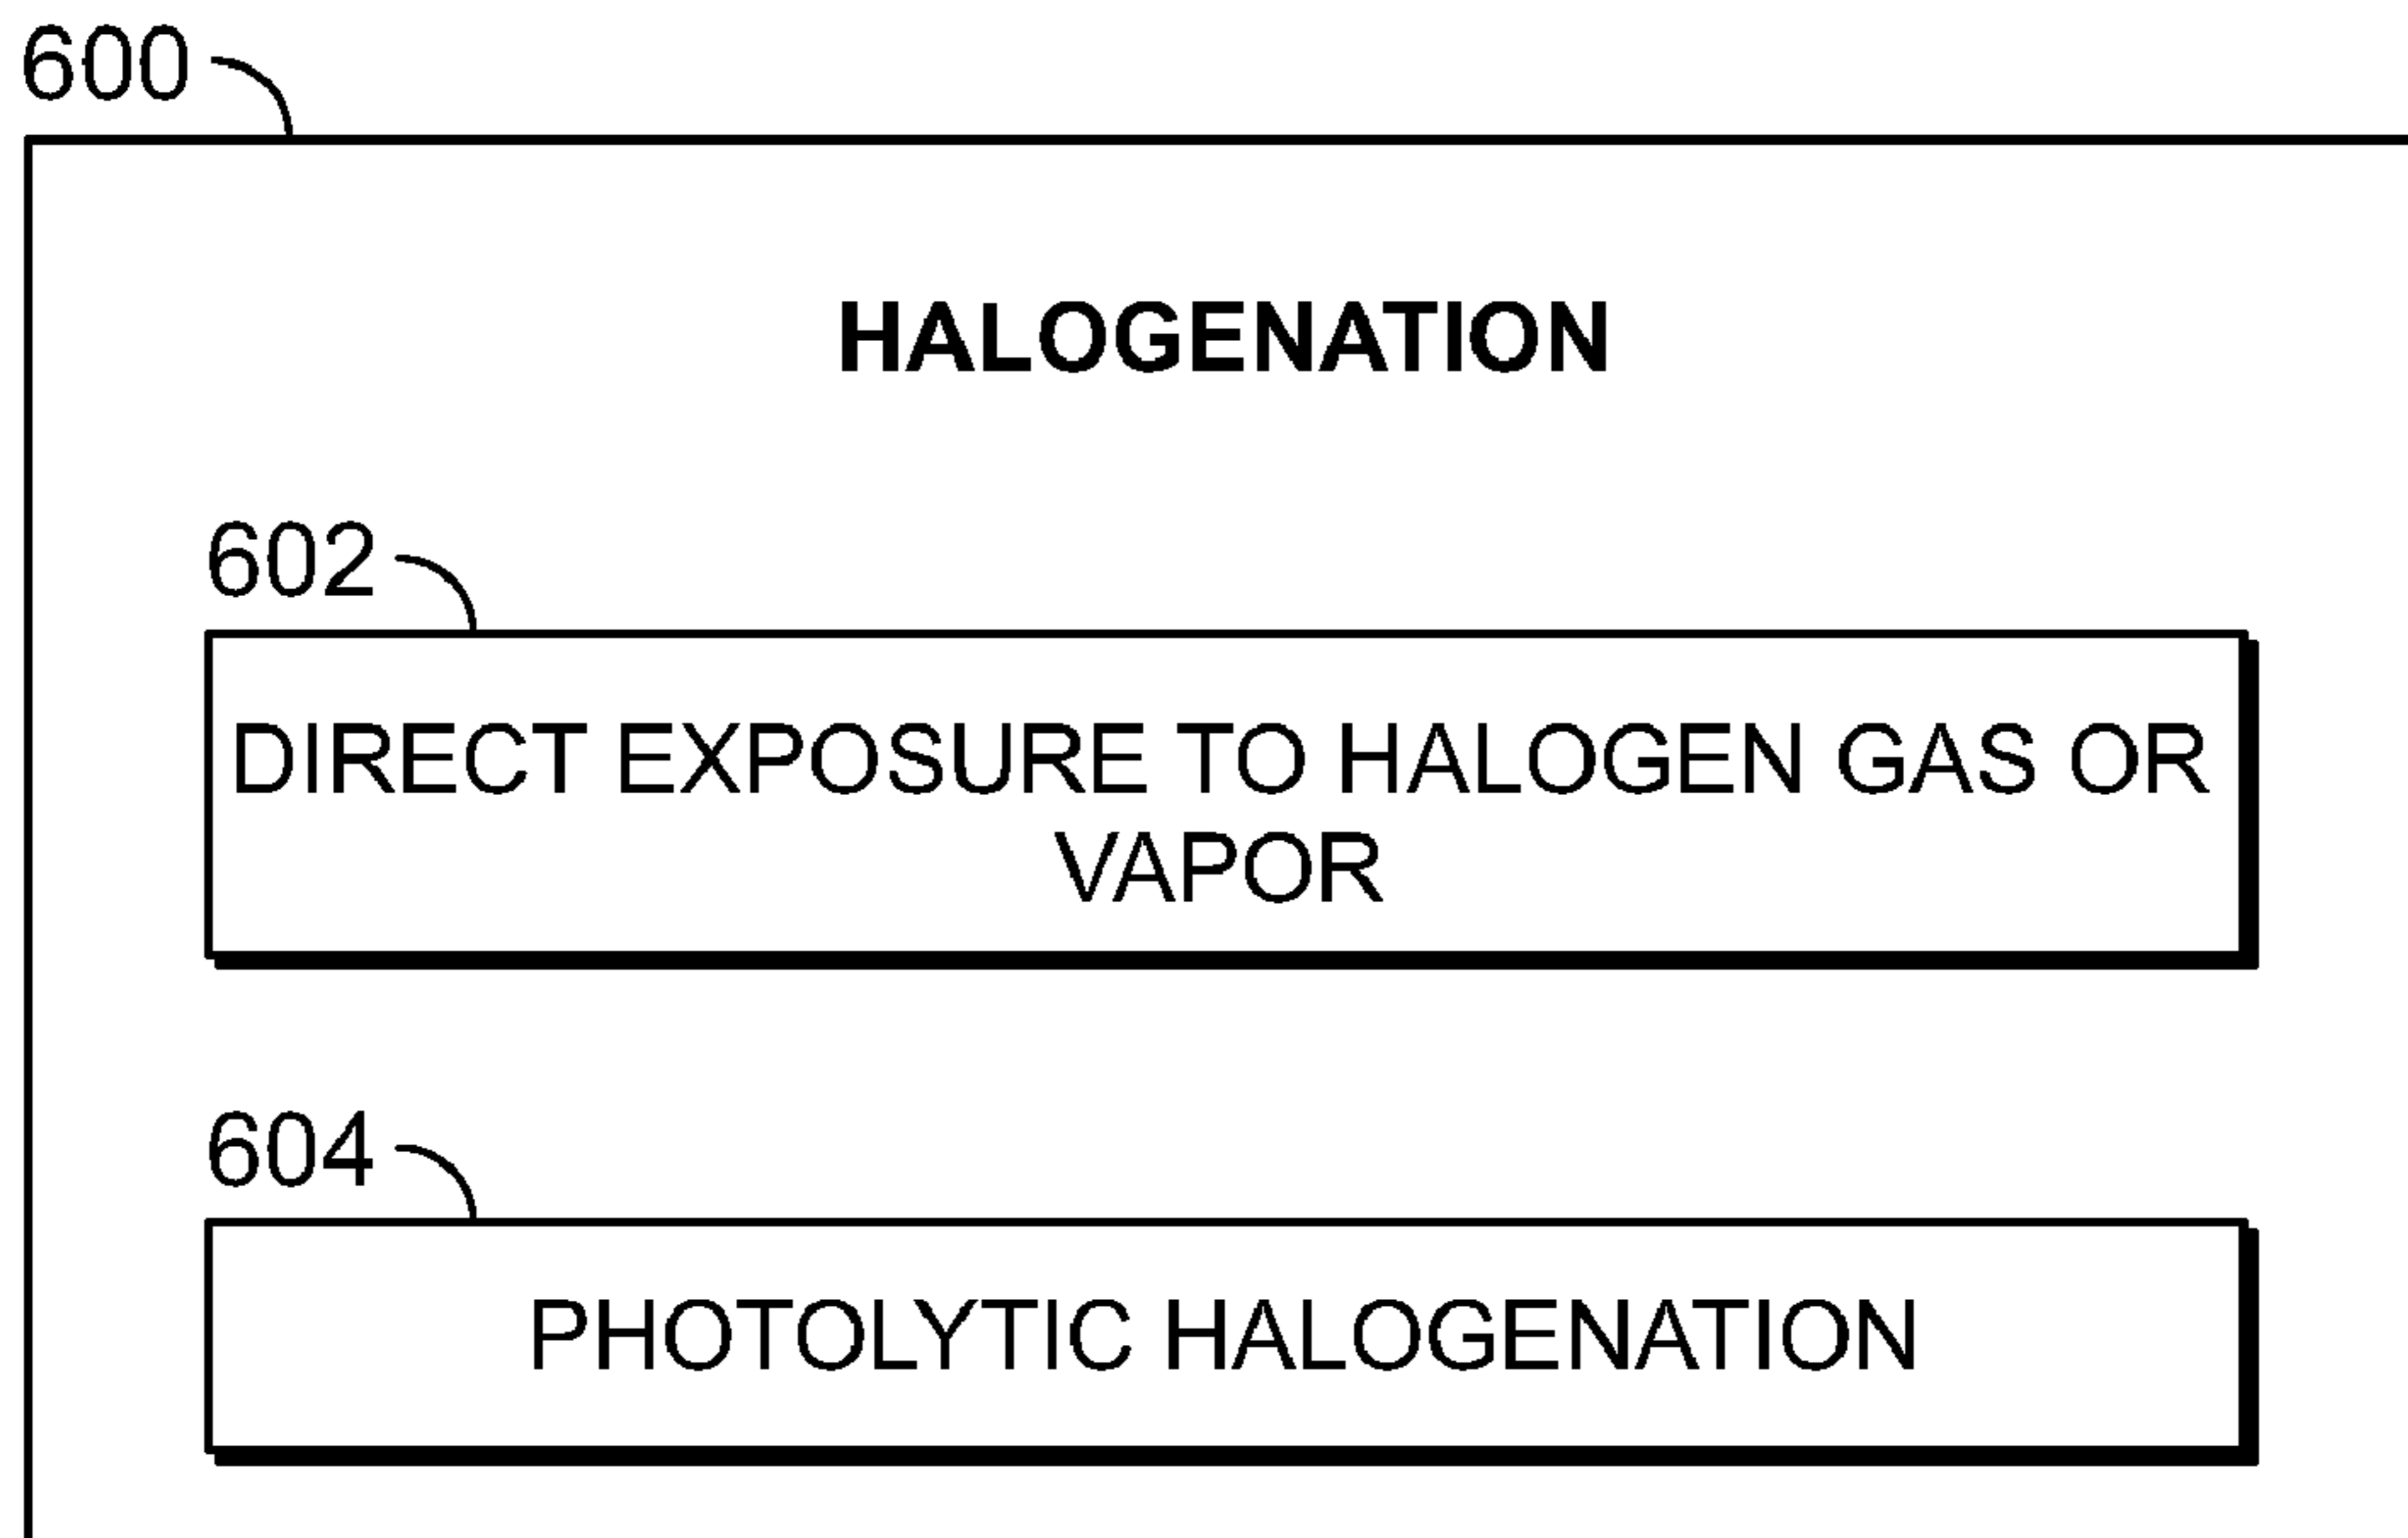 600
HALOGENATION
602
DIRECT EXPOSURE TO HALOGEN GAS OR
VAPOR
604
PHOTOLYTIC HALOGENATION